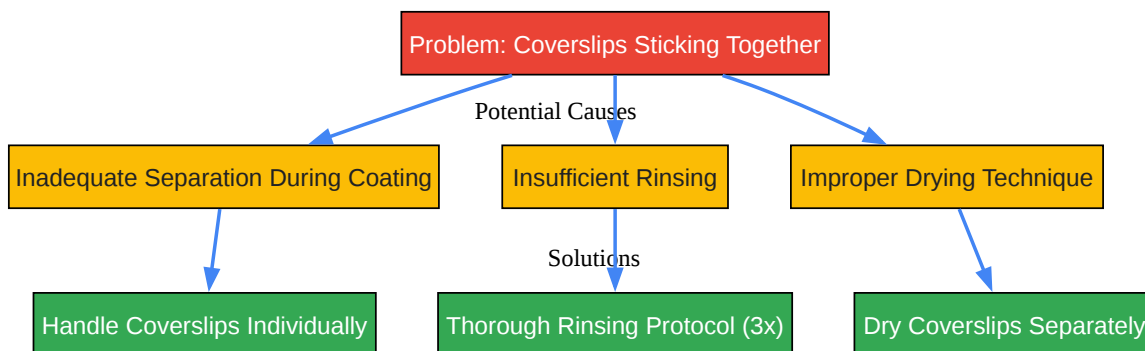 Problem: Coverslips Sticking Together
Potential Causes
Inadequate Separation During Coating
Insufficient Rinsing
Improper Drying Technique
Solutions
Handle Coverslips Individually
Thorough Rinsing Protocol (3x)
Dry Coverslips Separately